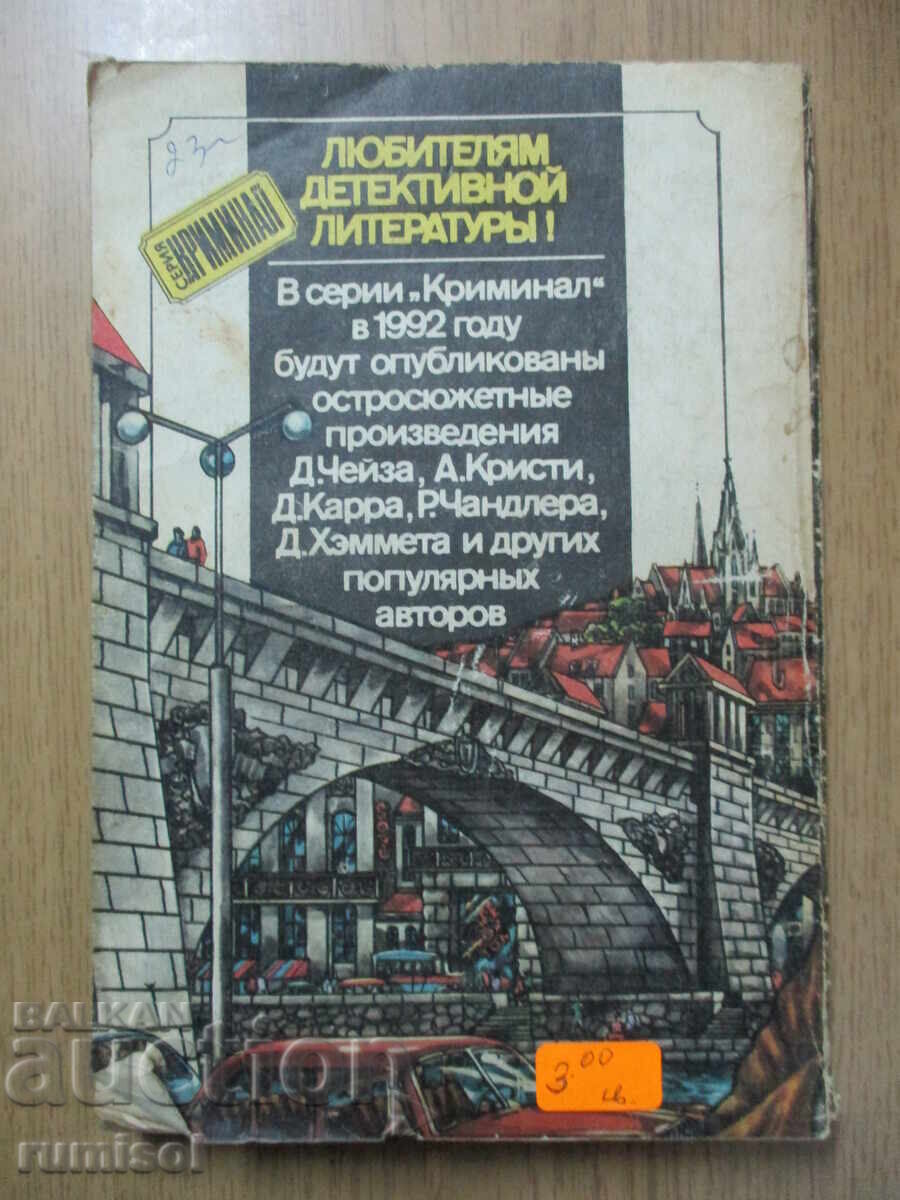 ЛЮБИТЕЛЯМ
ДЕТЕКТИВНОЙ
ЛИТЕРАТУРЫ!
СЕРИЯ
КРИМИНАЛ
В серии „Криминал“
в 1992 году
будут опубликованы
остросюжетные
произведения
Д.Чейза, А.Кристи,
Д.Карра, Р.Чандлера,
Д.Хэммета и других
популярных
авторов
3.00
лв.
BALKAN
auction
rumisol